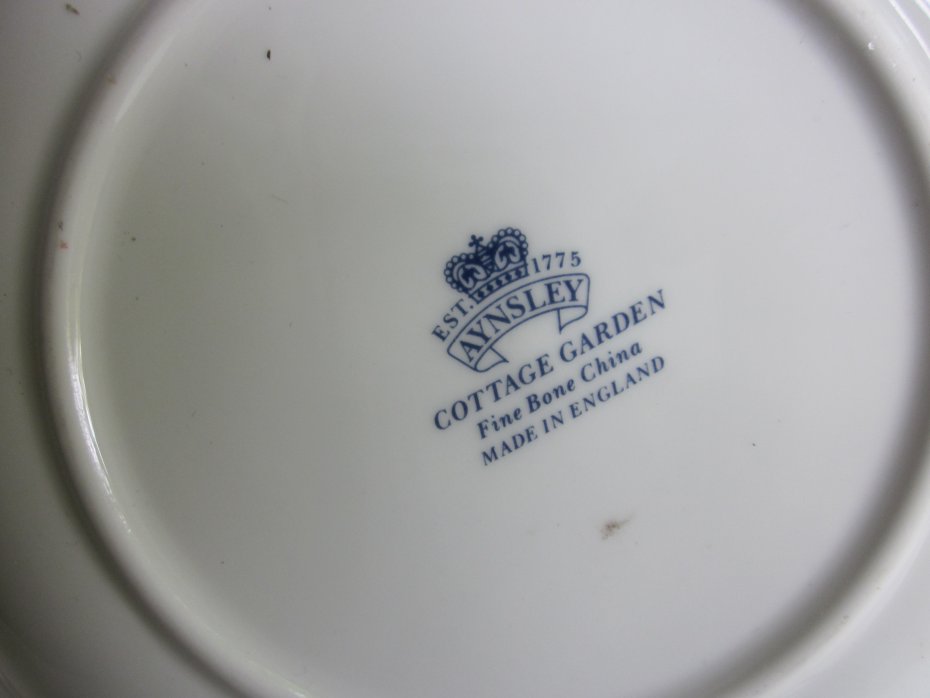 EST. 1775
AYNSLEY
COTTAGE GARDEN
Fine Bone China
MADE IN ENGLAND